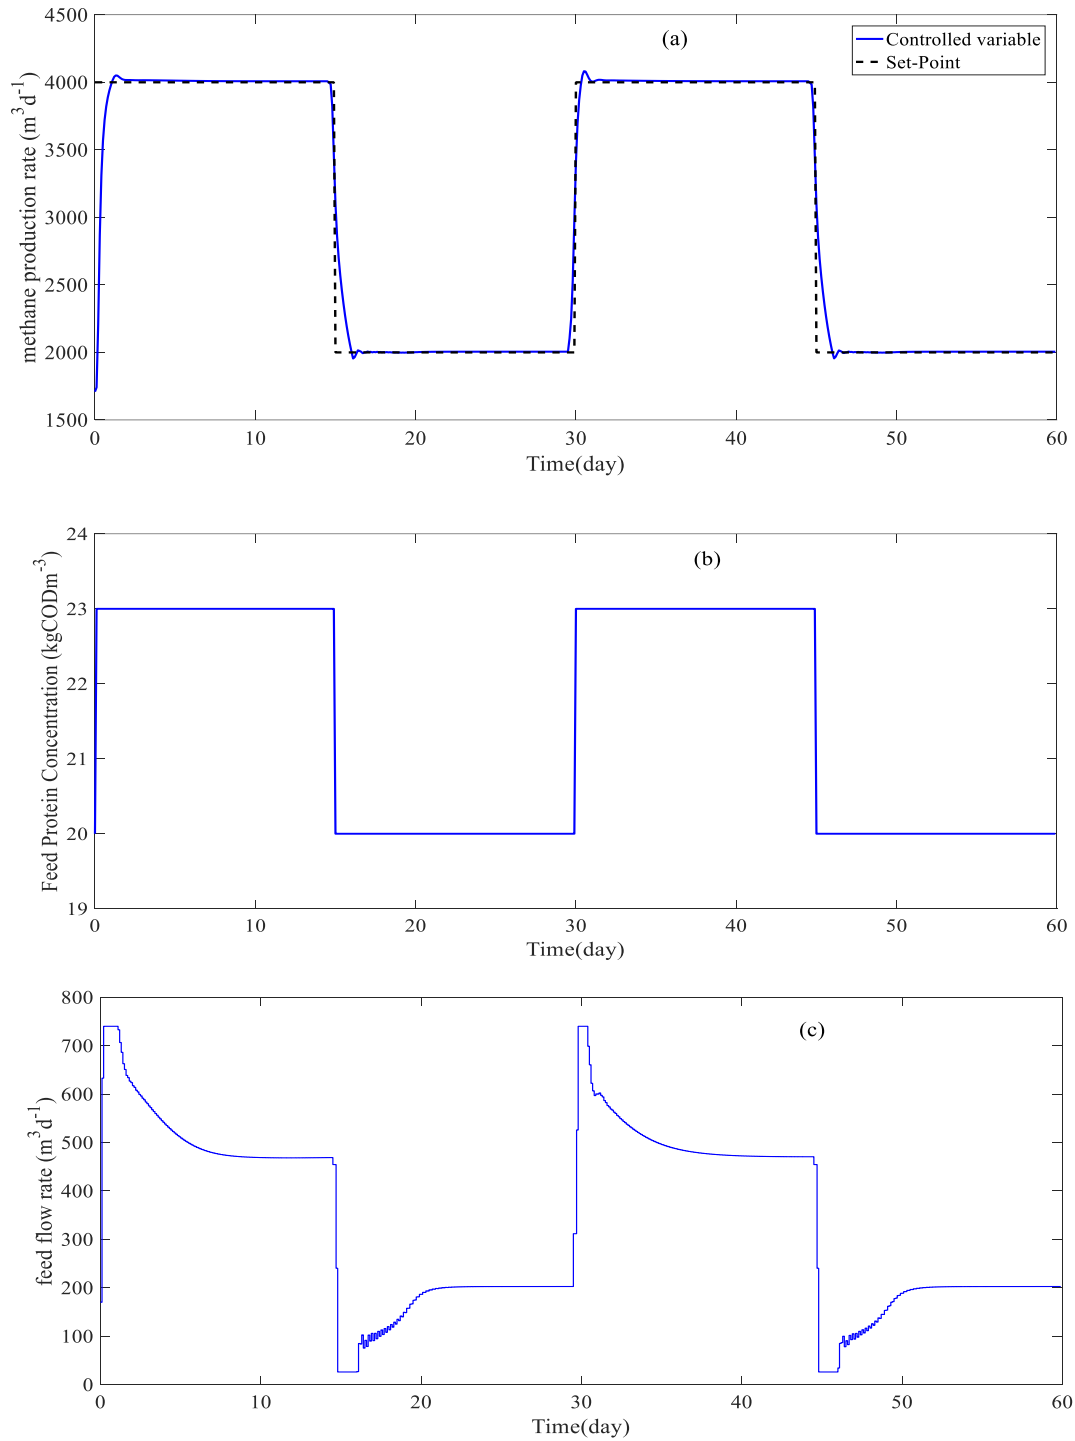 4500
(a)
Controlled variable
Set-Point
4000
3500
3000
2500
2000
1500
methane production rate (m³d⁻¹)
0 10 20 30 40 50 60
Time(day)
24
(b)
23
22
21
20
19
Feed Protein Concentration (kgCODm⁻³)
0 10 20 30 40 50 60
Time(day)
800
(c)
700
600
500
400
300
200
100
0
feed flow rate (m³d⁻¹)
0 10 20 30 40 50 60
Time(day)